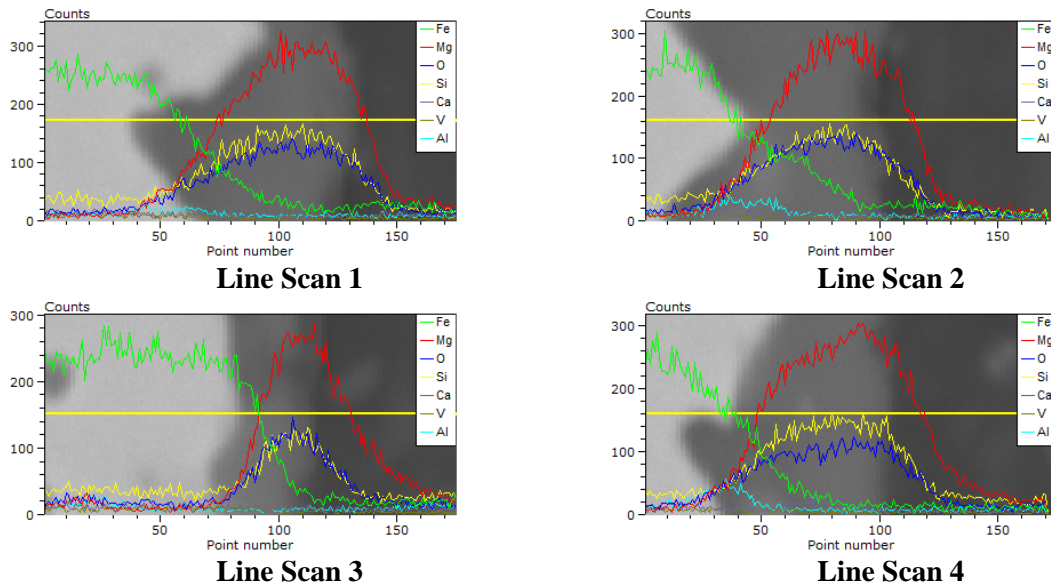 Counts
Fe
Mg
O
Si
Ca
V
Al
300
200
100
0
50
100
150
Point number
Line Scan 1
Counts
Fe
Mg
O
Si
Ca
V
Al
300
200
100
0
50
100
150
Point number
Line Scan 2
Counts
Fe
Mg
O
Si
Ca
V
Al
300
200
100
0
50
100
150
Point number
Line Scan 3
Counts
Fe
Mg
O
Si
Ca
V
Al
300
200
100
0
50
100
150
Point number
Line Scan 4